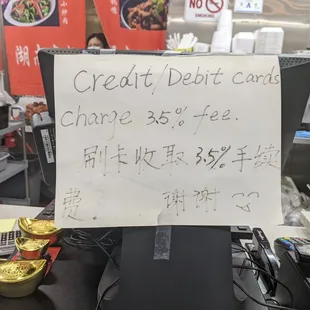 NO
SMOKING
湖
Credit/Debit cards
Charge 3.5% fee.
刷卡收取 3.5% 手续
费. 谢谢